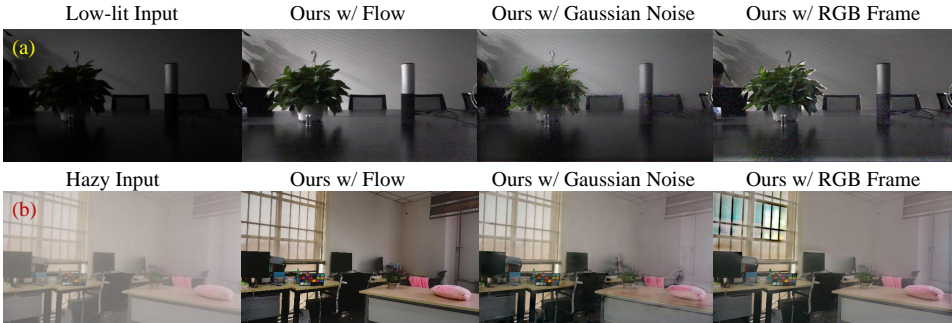 Low-lit Input Ours w/ Flow Ours w/ Gaussian Noise Ours w/ RGB Frame
(a)
Hazy Input Ours w/ Flow Ours w/ Gaussian Noise Ours w/ RGB Frame
(b)